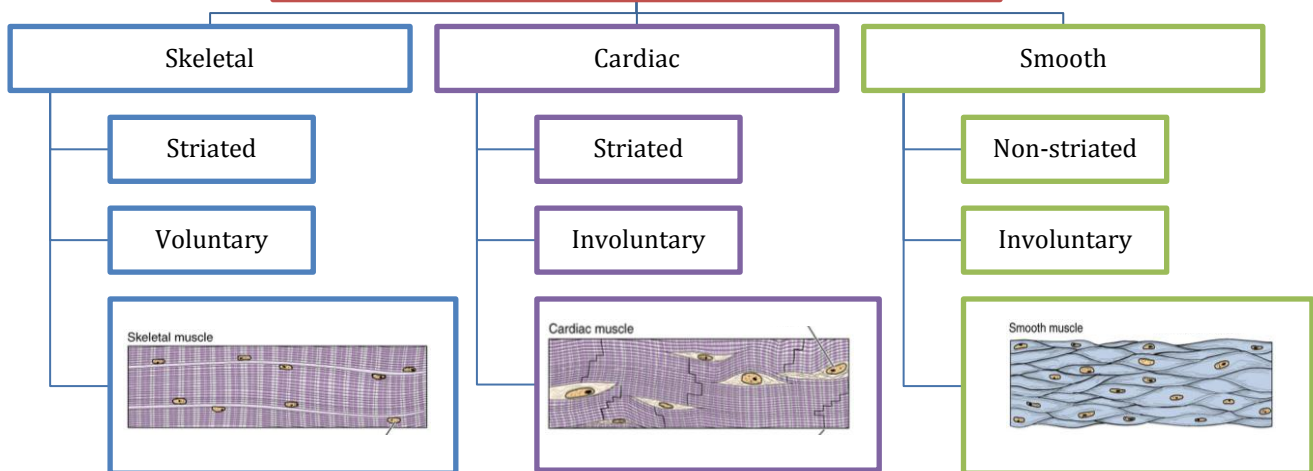 Skeletal
Cardiac
Smooth
Striated
Striated
Non-striated
Voluntary
Involuntary
Involuntary
Skeletal muscle
Cardiac muscle
Smooth muscle